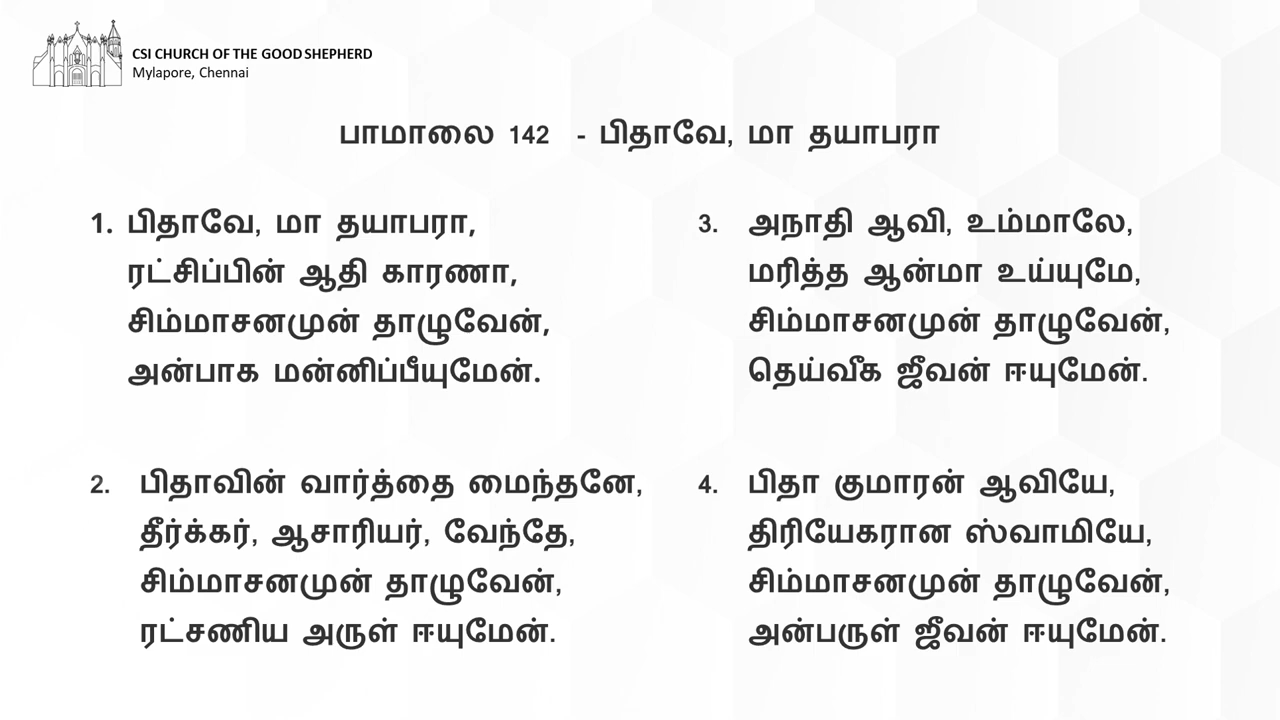 CSI CHURCH OF THE GOOD SHEPHERD
Mylapore, Chennai
பாமாலை 142 - பிதாவே, மா தயாபரா
1. பிதாவே, மா தயாபரா,
ரட்சிப்பின் ஆதி காரணா,
சிம்மாசனமுன் தாழுவேன்,
அன்பாக மன்னிப்பீயுமேன்.
2. பிதாவின் வார்த்தை மைந்தனே,
தீர்க்கர், ஆசாரியர், வேந்தே,
சிம்மாசனமுன் தாழுவேன்,
ரட்சணிய அருள் ஈயுமேன்.
3. அநாதி ஆவி, உம்மாலே,
மரித்த ஆன்மா உய்யுமே,
சிம்மாசனமுன் தாழுவேன்,
தெய்வீக ஜீவன் ஈயுமேன்.
4. பிதா குமாரன் ஆவியே,
திரியேகரான ஸ்வாமியே,
சிம்மாசனமுன் தாழுவேன்,
அன்பருள் ஜீவன் ஈயுமேன்.